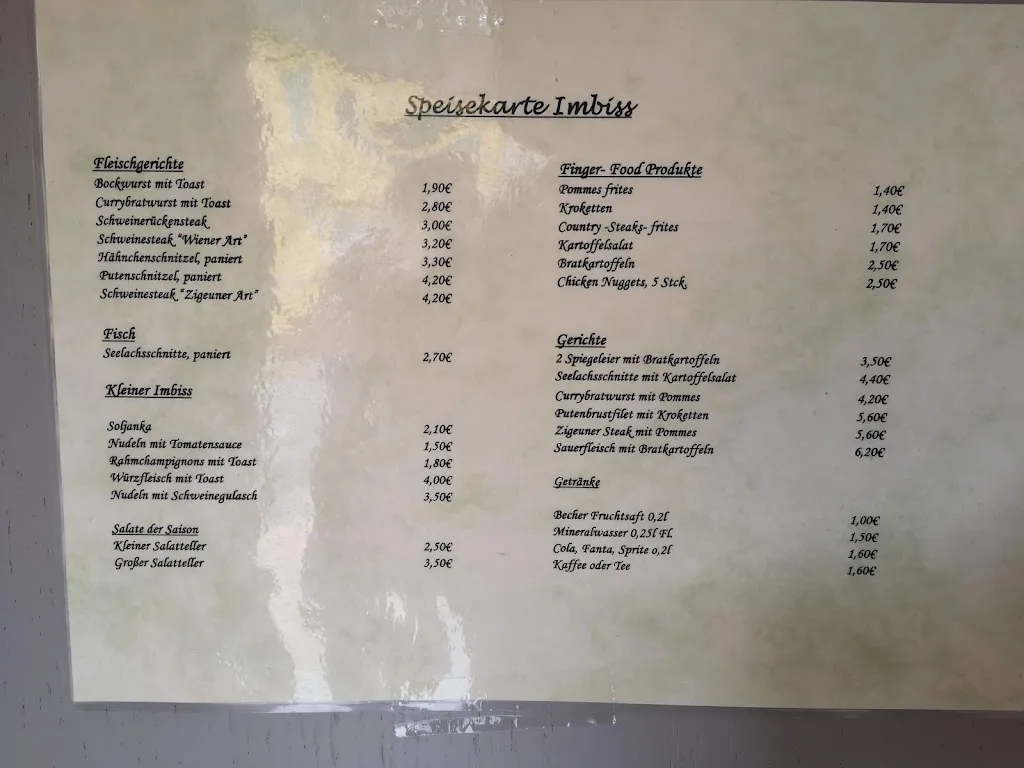 Speisekarte Imbiss
Fleischgerichte
Bockwurst mit Toast 1,90€
Currybratwurst mit Toast 2,80€
Schweinerückensteak 3,00€
Schweinesteak "Wiener Art" 3,20€
Hähnchenschnitzel, paniert 3,30€
Putenschnitzel, paniert 4,20€
Schweinesteak "Zigeuner Art" 4,20€
Fisch
Seelachsschnitte, paniert 2,70€
Kleiner Imbiss
Soljanka 2,10€
Nudeln mit Tomatensauce 1,50€
Rahmchampignons mit Toast 1,80€
Würzfleisch mit Toast 4,00€
Nudeln mit Schweinegulasch 3,50€
Salate der Saison
Kleiner Salatteller 2,50€
Großer Salatteller 3,50€
Finger- Food Produkte
Pommes frites 1,40€
Kroketten 1,40€
Country -Steaks- frites 1,70€
Kartoffelsalat 1,70€
Bratkartoffeln 2,50€
Chicken Nuggets, 5 Stck. 2,50€
Gerichte
2 Spiegeleier mit Bratkartoffeln 3,50€
Seelachsschnitte mit Kartoffelsalat 4,40€
Currybratwurst mit Pommes 4,20€
Putenbrustfilet mit Kroketten 5,60€
Zigeuner Steak mit Pommes 5,60€
Sauerfleisch mit Bratkartoffeln 6,20€
Getränke
Becher Fruchtsaft 0,2l 1,00€
Mineralwasser 0,25l Fl. 1,50€
Cola, Fanta, Sprite o,2l 1,60€
Kaffee oder Tee 1,60€